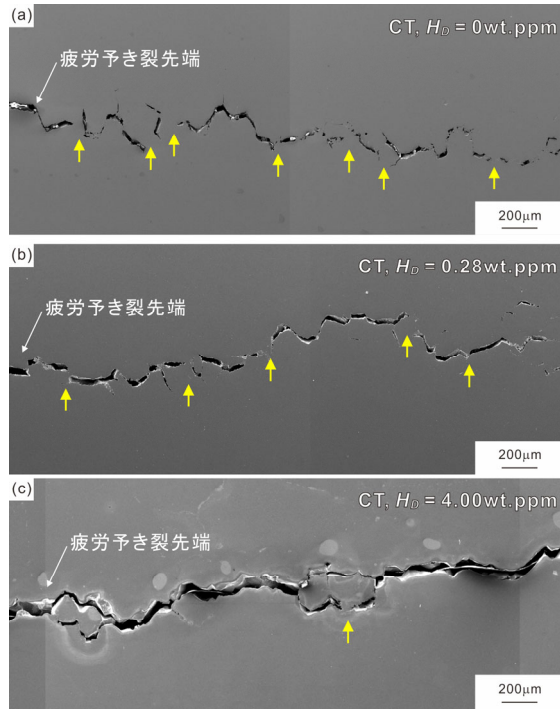 (a)
CT, H_D = 0wt.ppm
疲労予き裂先端
200μm
(b)
CT, H_D = 0.28wt.ppm
疲労予き裂先端
200μm
(c)
CT, H_D = 4.00wt.ppm
疲労予き裂先端
200μm